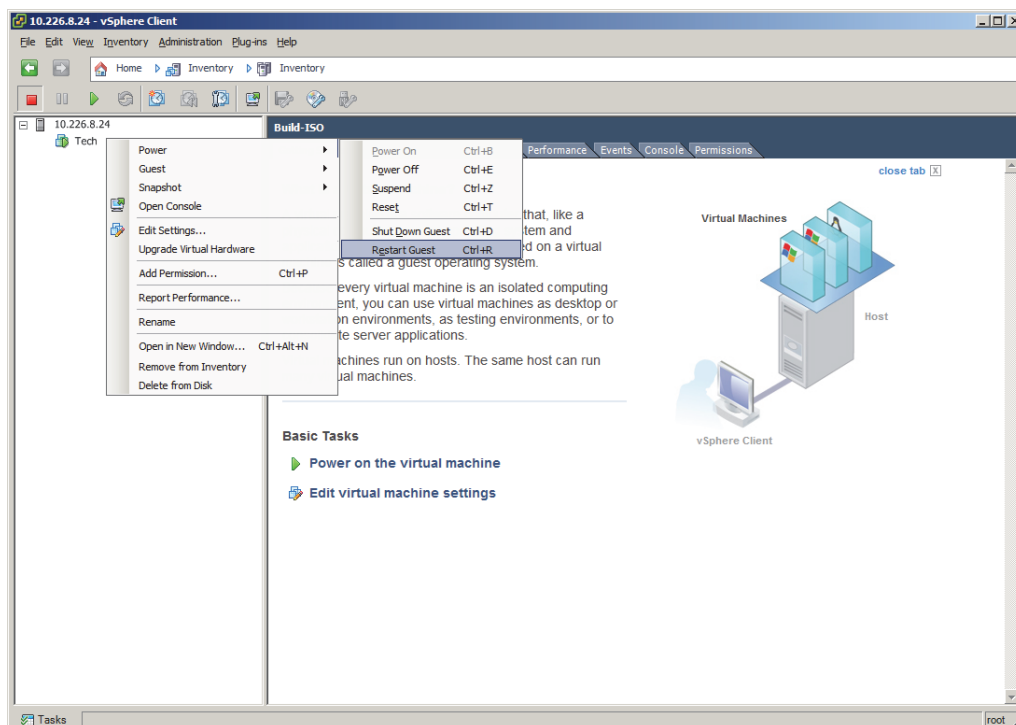 10.226.8.24 - vSphere Client
File Edit View Inventory Administration Plug-ins Help
Home Inventory Inventory
10.226.8.24
Tech
Build-ISO
Performance Events Console Permissions
close tab X
Power
Guest
Snapshot
Open Console
Edit Settings...
Upgrade Virtual Hardware
Add Permission... Ctrl+P
Report Performance...
Rename
Open in New Window... Ctrl+Alt+N
Remove from Inventory
Delete from Disk
Power On Ctrl+B
Power Off Ctrl+E
Suspend Ctrl+Z
Reset Ctrl+T
Shut Down Guest Ctrl+D
Restart Guest Ctrl+R
that, like a
and
on a virtual
called a guest operating system.
every virtual machine is an isolated computing
you can use virtual machines as desktop or
environments, as testing environments, or to
server applications.
run on hosts. The same host can run
machines.
Virtual Machines
Host
vSphere Client
Basic Tasks
Power on the virtual machine
Edit virtual machine settings
Tasks
root